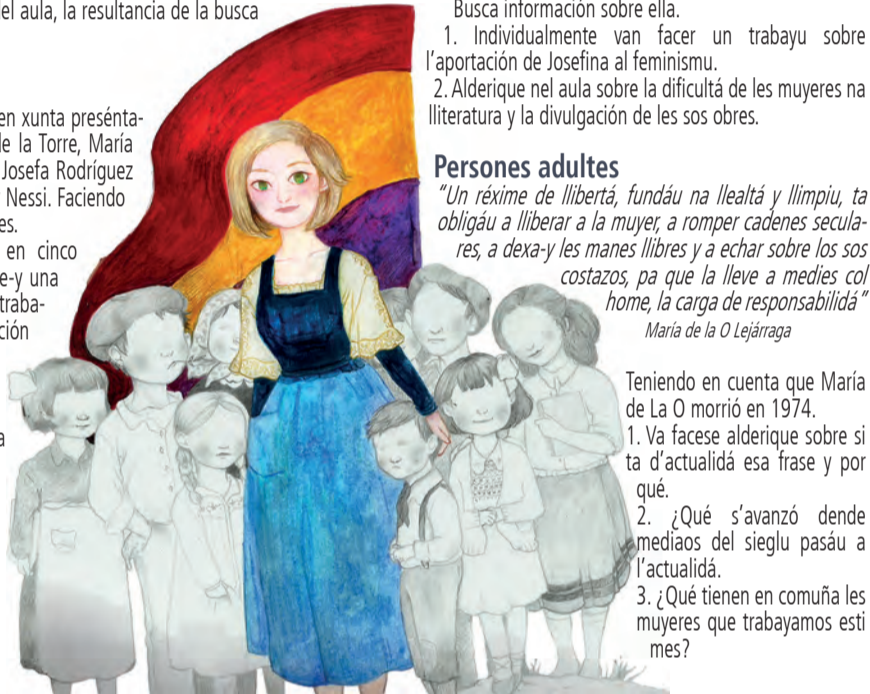 del aula, la resultancia de la busca
en xunta presénta-
de la Torre, María
Josefa Rodríguez
Nessi. Faciendo
es.
en cinco
e-y una
traba-
ción
a
Busca información sobre ella.
1. Individualmente van facer un trabayu sobre
l’aportación de Josefina al feminismu.
2. Alderique nel aula sobre la dificultá de les muyeres na
lliteratura y la divulgación de les sos obres.
Persones adultes
“Un réxime de llibertá, fundáu na llealtá y llimpiu, ta
obligáu a lliberar a la muyer, a romper cadenes secula-
res, a dexa-y les manes llibres y a echar sobre los sos
costazos, pa que la lleve a medies col
home, la carga de responsabilidá”
María de la O Lejárraga
Teniendo en cuenta que María
de La O morrió en 1974.
1. Va facese alderique sobre si
ta d’actualidá esa frase y por
qué.
2. ¿Qué s’avanzó dende
mediaos del sieglu pasáu a
l’actualidá.
3. ¿Qué tienen en comuña les
muyeres que trabayamos esti
mes?